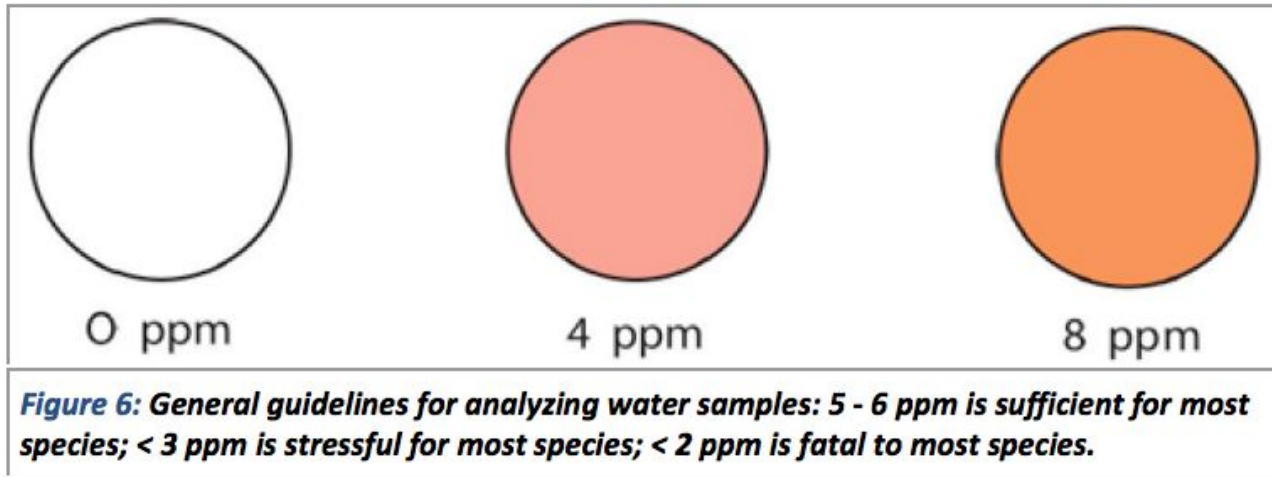 O ppm
4 ppm
8 ppm
Figure 6: General guidelines for analyzing water samples: 5 - 6 ppm is sufficient for most
species; < 3 ppm is stressful for most species; < 2 ppm is fatal to most species.